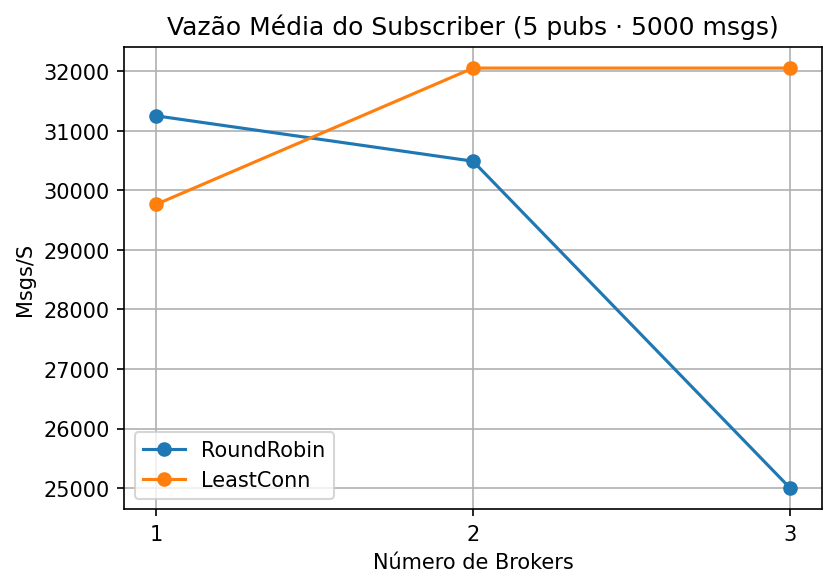 Vazão Média do Subscriber (5 pubs · 5000 msgs)
32000
31000
30000
29000
28000
27000
26000
25000
Msgs/S
RoundRobin
LeastConn
1
2
3
Número de Brokers